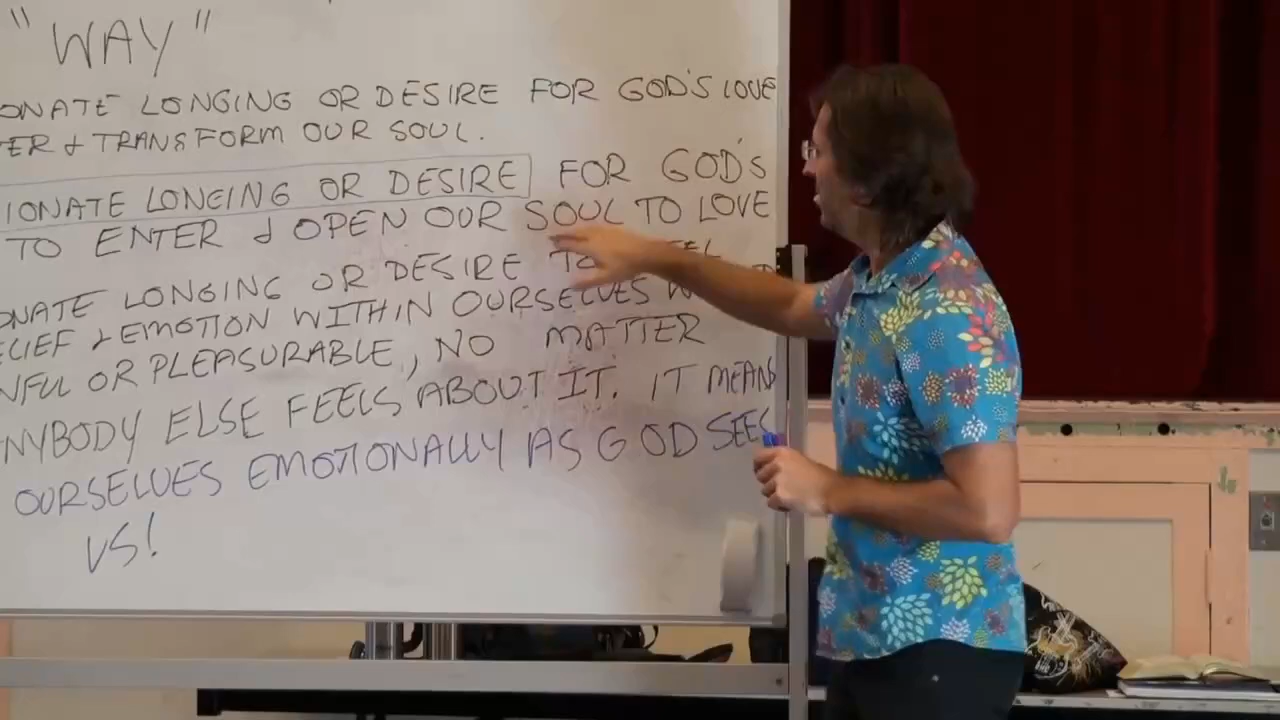 "WAY"
ONATE LONGING OR DESIRE FOR GOD'S LOVE
TER & TRANSFORM OUR SOUL.
IONATE LONGING OR DESIRE FOR GOD'S
TO ENTER & OPEN OUR SOUL TO LOVE
ONATE LONGING OR DESIRE TO
ELIEF & EMOTION WITHIN OURSELVES
NFUL OR PLEASURABLE, NO MATTER
NYBODY ELSE FEELS ABOUT IT. IT MEANS
OURSELVES EMOTIONALLY AS GOD SEES
US!